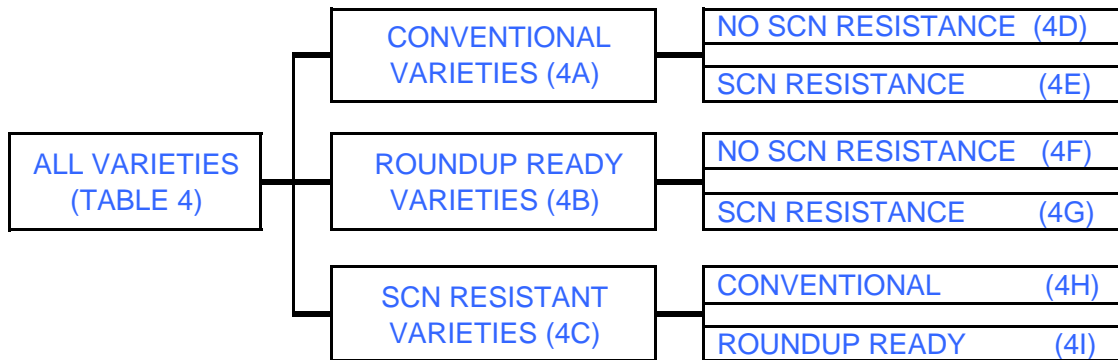 ALL VARIETIES
(TABLE 4)
CONVENTIONAL
VARIETIES (4A)
NO SCN RESISTANCE (4D)
SCN RESISTANCE (4E)
ROUNDUP READY
VARIETIES (4B)
NO SCN RESISTANCE (4F)
SCN RESISTANCE (4G)
SCN RESISTANT
VARIETIES (4C)
CONVENTIONAL (4H)
ROUNDUP READY (4I)